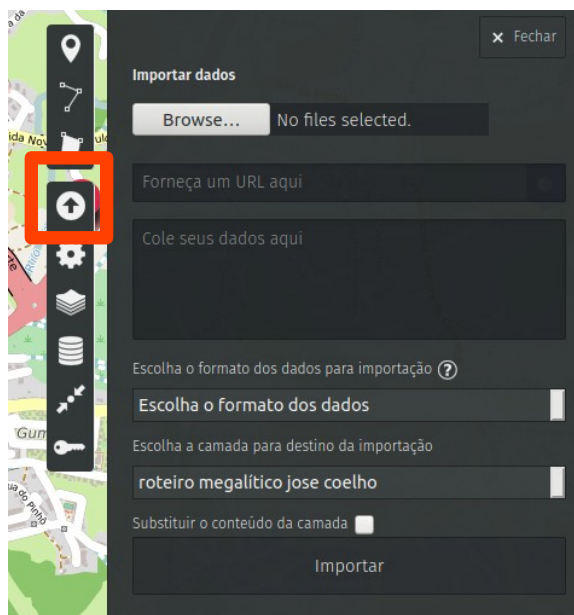 × Fechar
Importar dados
Browse... No files selected.
Forneça um URL aqui
Cole seus dados aqui
Escolha o formato dos dados para importação ?
Escolha o formato dos dados
Escolha a camada para destino da importação
roteiro megalítico jose coelho
Substituir o conteúdo da camada
Importar